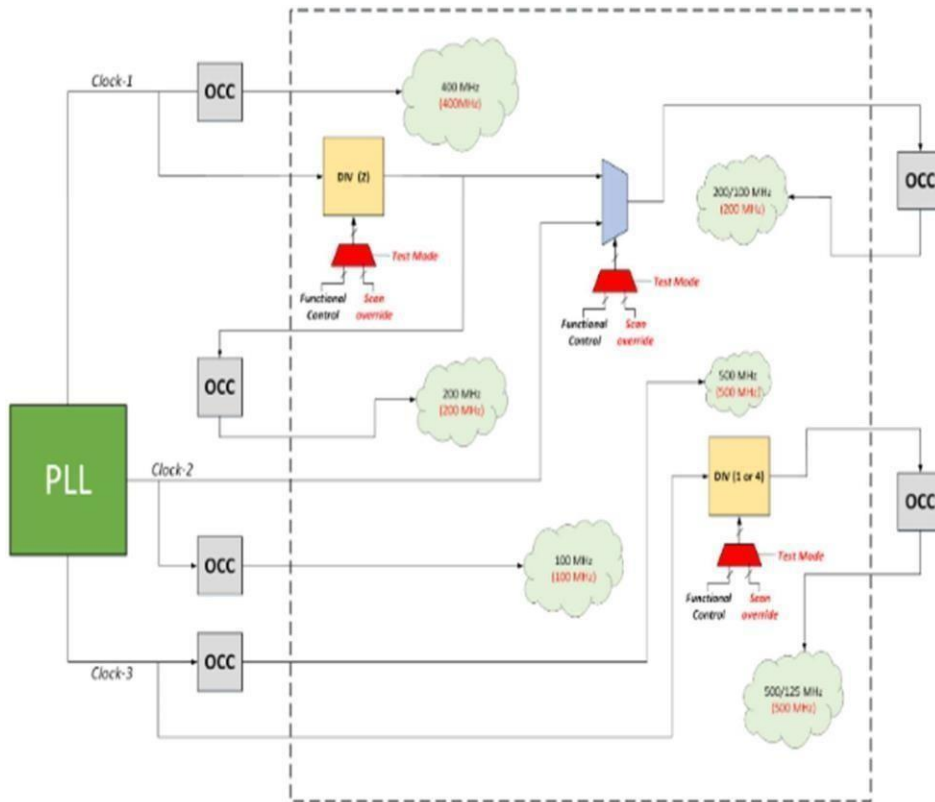 Clock-1
OCC
400 MHz
(400MHz)
DIV (2)
Test Mode
Functional
Control
Scan
override
200/100 MHz
(200 MHz)
OCC
Test Mode
Functional
Control
Scan
override
OCC
200 MHz
(200 MHz)
500 MHz
(500 MHz)
PLL
Clock-2
DIV (1 or 4)
OCC
OCC
100 MHz
(100 MHz)
Test Mode
Functional
Control
Scan
override
OCC
Clock-3
500/125 MHz
(500 MHz)